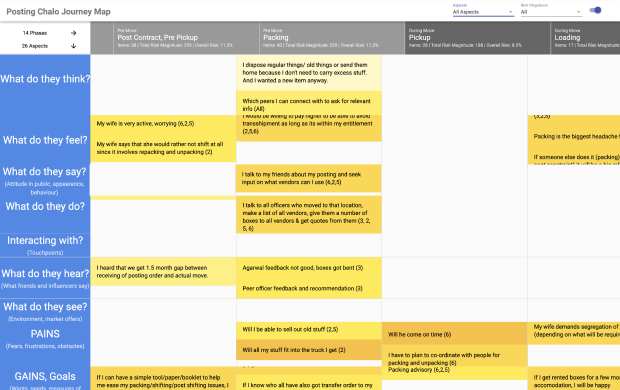 Posting Chalo Journey Map
Aspects
All Aspects
Risk Magnitude
All
14 Phases
26 Aspects
Pre Move
Post Contract, Pre Pickup
Items: 38 | Total Risk Magnitude: 259 | Overall Risk: 11.3%
Pre Move
Packing
Items: 40 | Total Risk Magnitude: 259 | Overall Risk: 11.3%
During Move
Pickup
Items: 26 | Total Risk Magnitude: 188 | Overall Risk: 8.2%
During Move
Loading
Items: 17 | Total Risk Magnitude:
What do they think?
I dispose regular things/ old things or send them
home because I don't need to carry excess stuff.
And I wanted a new item anyway.
Which peers I can connect with to ask for relevant
info (All)
What do they feel?
My wife is very active, worrying (6,2,5)
My wife says that she would rather not shift at all
since it involves repacking and unpacking (2)
I would be willing to pay higher to be able to avoid
transshipment as long as its within my entitlement
(2,5,6)
(3,2,5)
Packing is the biggest headache
If someone else does it (packing)
What do they say?
(Attitude in public, appearance,
behaviour)
I talk to my friends about my posting and seek
input on what vendors can I use (6,2,5)
What do they do?
I talk to all officers who moved to that location,
make a list of all vendors, give them a number of
boxes to all vendors & get quotes from them (3, 2,
5, 6)
Interacting with?
(Touchpoints)
What do they hear?
(What friends and influencers say)
I heard that we get 1.5 month gap between
receiving of posting order and actual move.
Agarwal feedback not good, boxes got bent (3)
Peer officer feedback and recommendation (3)
What do they see?
(Environment, market offers)
PAINS
(Fears, frustrations, obstacles)
Will I be able to sell out old stuff (2,5)
Will all my stuff fit into the truck I get (2)
Will he come on time (6)
I have to plan to co-ordinate with people for
packing and unpacking (6)
My wife demands segregation of
(depending on what will be
GAINS, Goals
(Wants, needs, measures of
If I can have a simple tool/paper/booklet to help
me ease my packing/shifting/post shifting issues, I
If I know who all have also got transfer order to my
Packing advisory (6,2,5)
If I get rented boxes for a few
accomodation, I will be happy